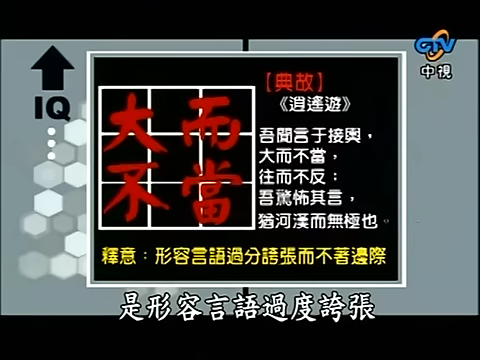 CTV
中視
IQ
大而
不當
【典故】
《逍遙遊》
吾聞言于接輿，
大而不當，
往而不反：
吾驚怖其言，
猶河漢而無極也。
釋意：形容言語過分誇張而不著邊際
是形容言語過度誇張